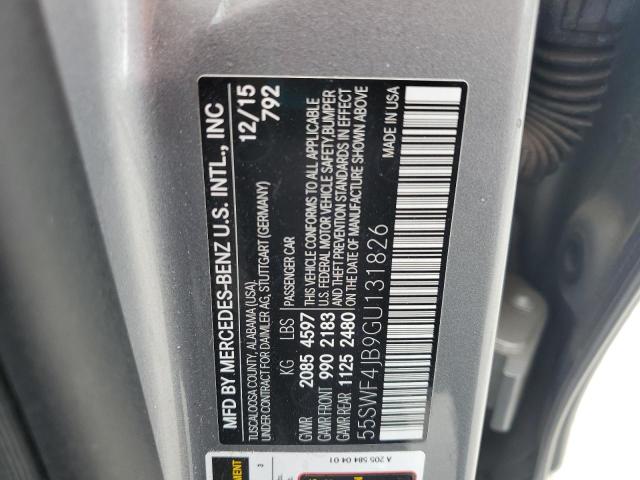 MFD BY MERCEDES-BENZ U.S. INTL., INC
TUSCALOOSA COUNTY, ALABAMA (USA)
UNDER CONTRACT FOR DAIMLER AG, STUTTGART (GERMANY)
12/15
792
KG LBS
PASSENGER CAR
GVWR 2085 4597
GAWR FRONT 990 2183
GAWR REAR 1125 2480
THIS VEHICLE CONFORMS TO ALL APPLICABLE
U.S. FEDERAL MOTOR VEHICLE SAFETY, BUMPER
AND THEFT PREVENTION STANDARDS IN EFFECT
ON THE DATE OF MANUFACTURE SHOWN ABOVE
55SWF4JB9GU131826
MADE IN USA
A 205 584 04 01
3